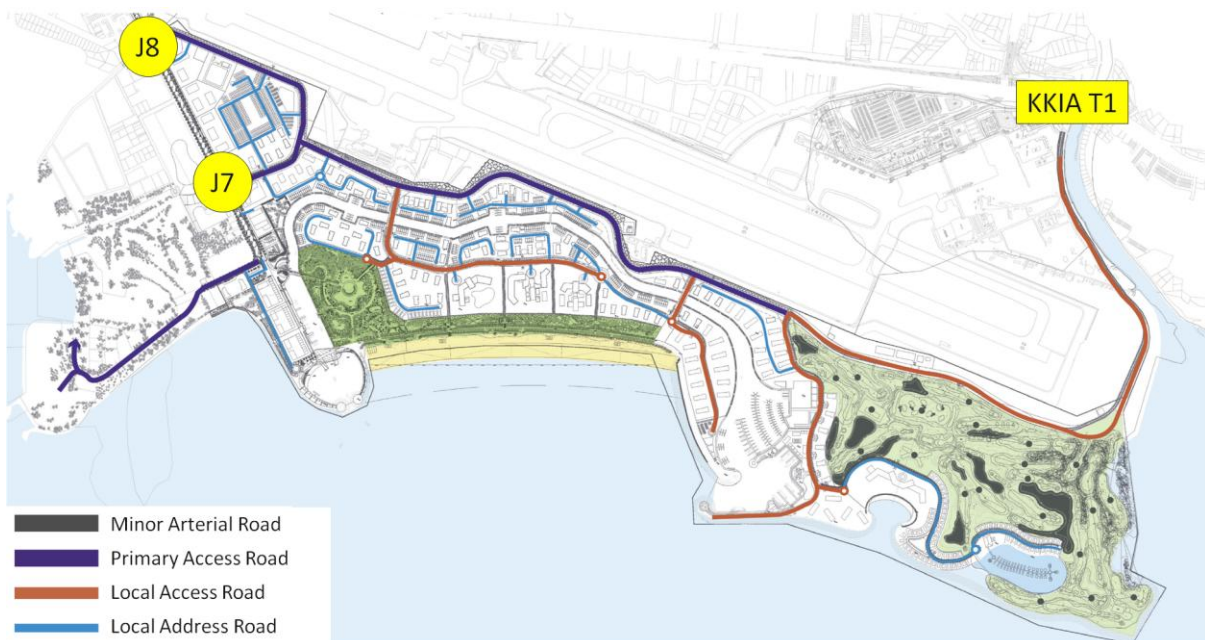 J8
KKIA T1
J7
Minor Arterial Road
Primary Access Road
Local Access Road
Local Address Road